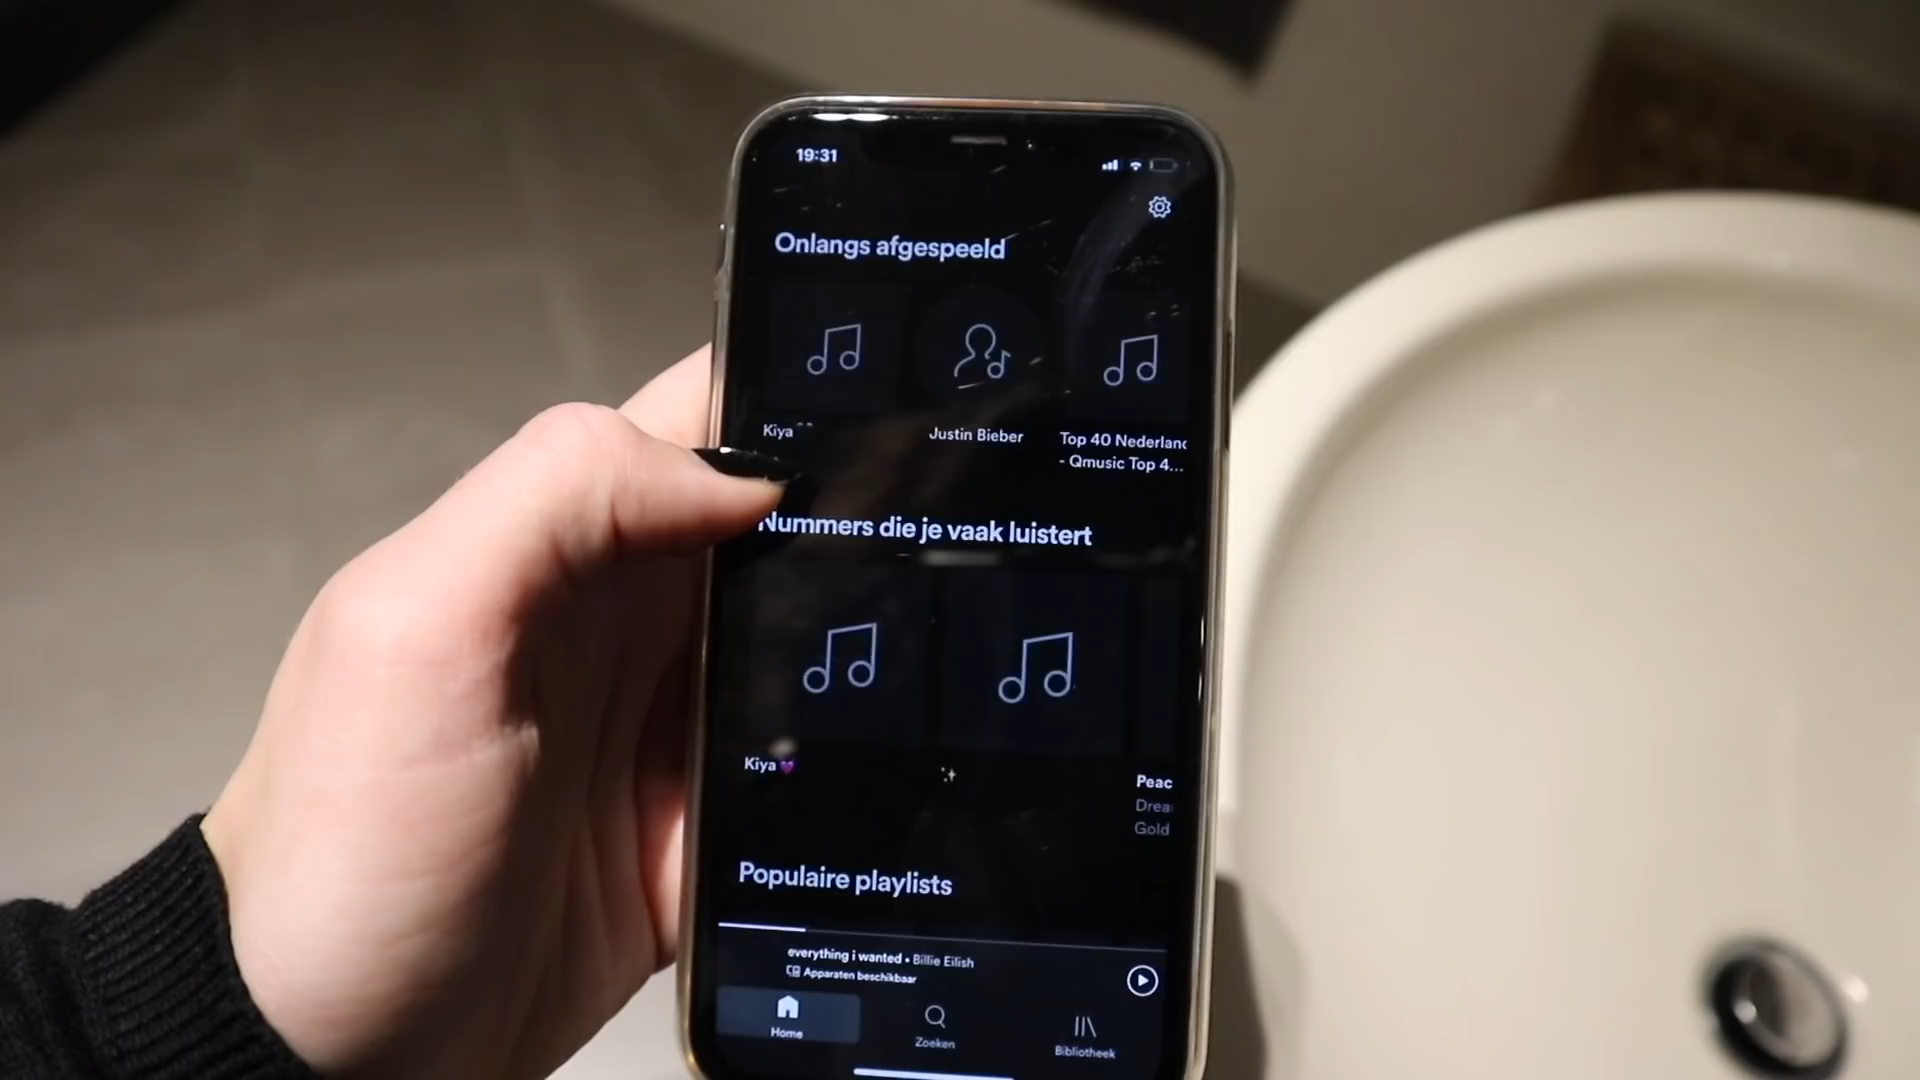 19:31
Onlangs afgespeeld
Kiya
Justin Bieber
Top 40 Nederland
- Qmusic Top 4...
Nummers die je vaak luistert
Kiya 💜
✨
Peac
Drea
Gold
Populaire playlists
everything i wanted • Billie Eilish
Apparaten beschikbaar
Home
Zoeken
Bibliotheek